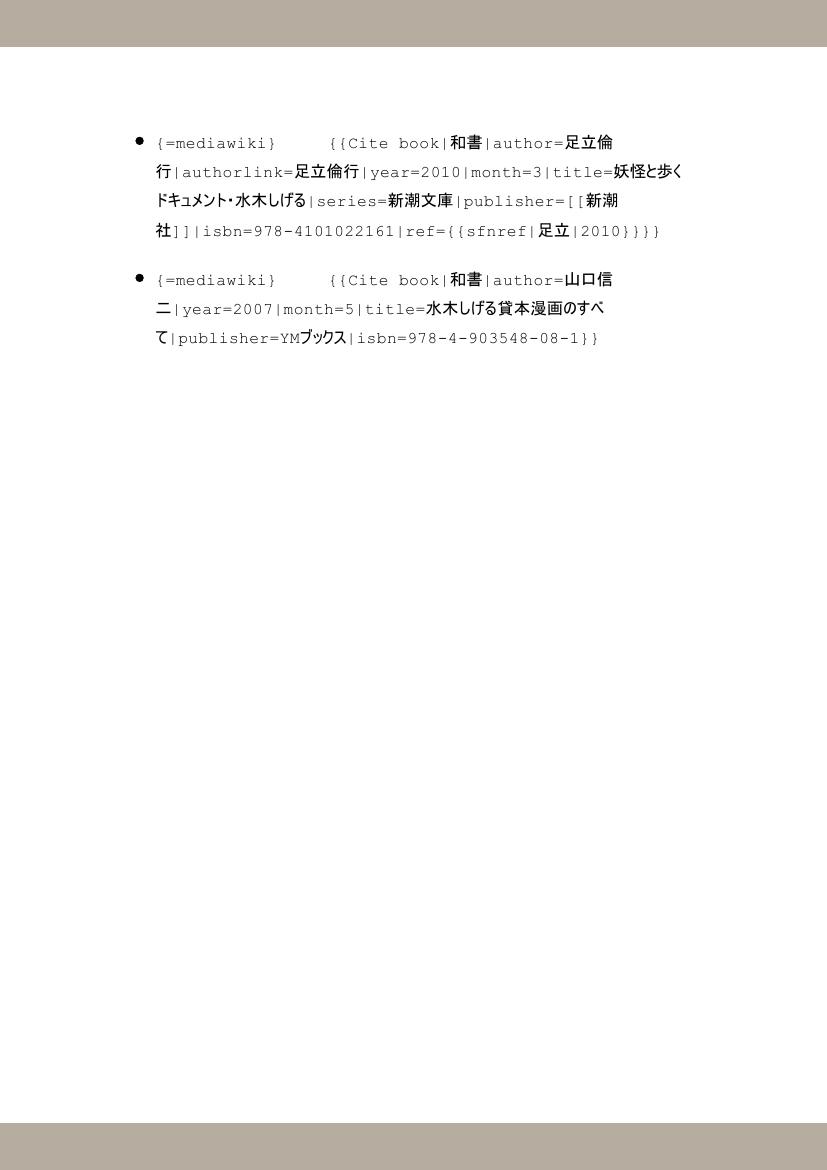 ● {=mediawiki} {{Cite book|和書|author=足立倫
行|authorlink=足立倫行|year=2010|month=3|title=妖怪と歩く
ドキュメント・水木しげる|series=新潮文庫|publisher=[[新潮
社]]|isbn=978-4101022161|ref={{sfnref|足立|2010}}}}
● {=mediawiki} {{Cite book|和書|author=山口信
二|year=2007|month=5|title=水木しげる貸本漫画のすべ
て|publisher=YMブックス|isbn=978-4-903548-08-1}}